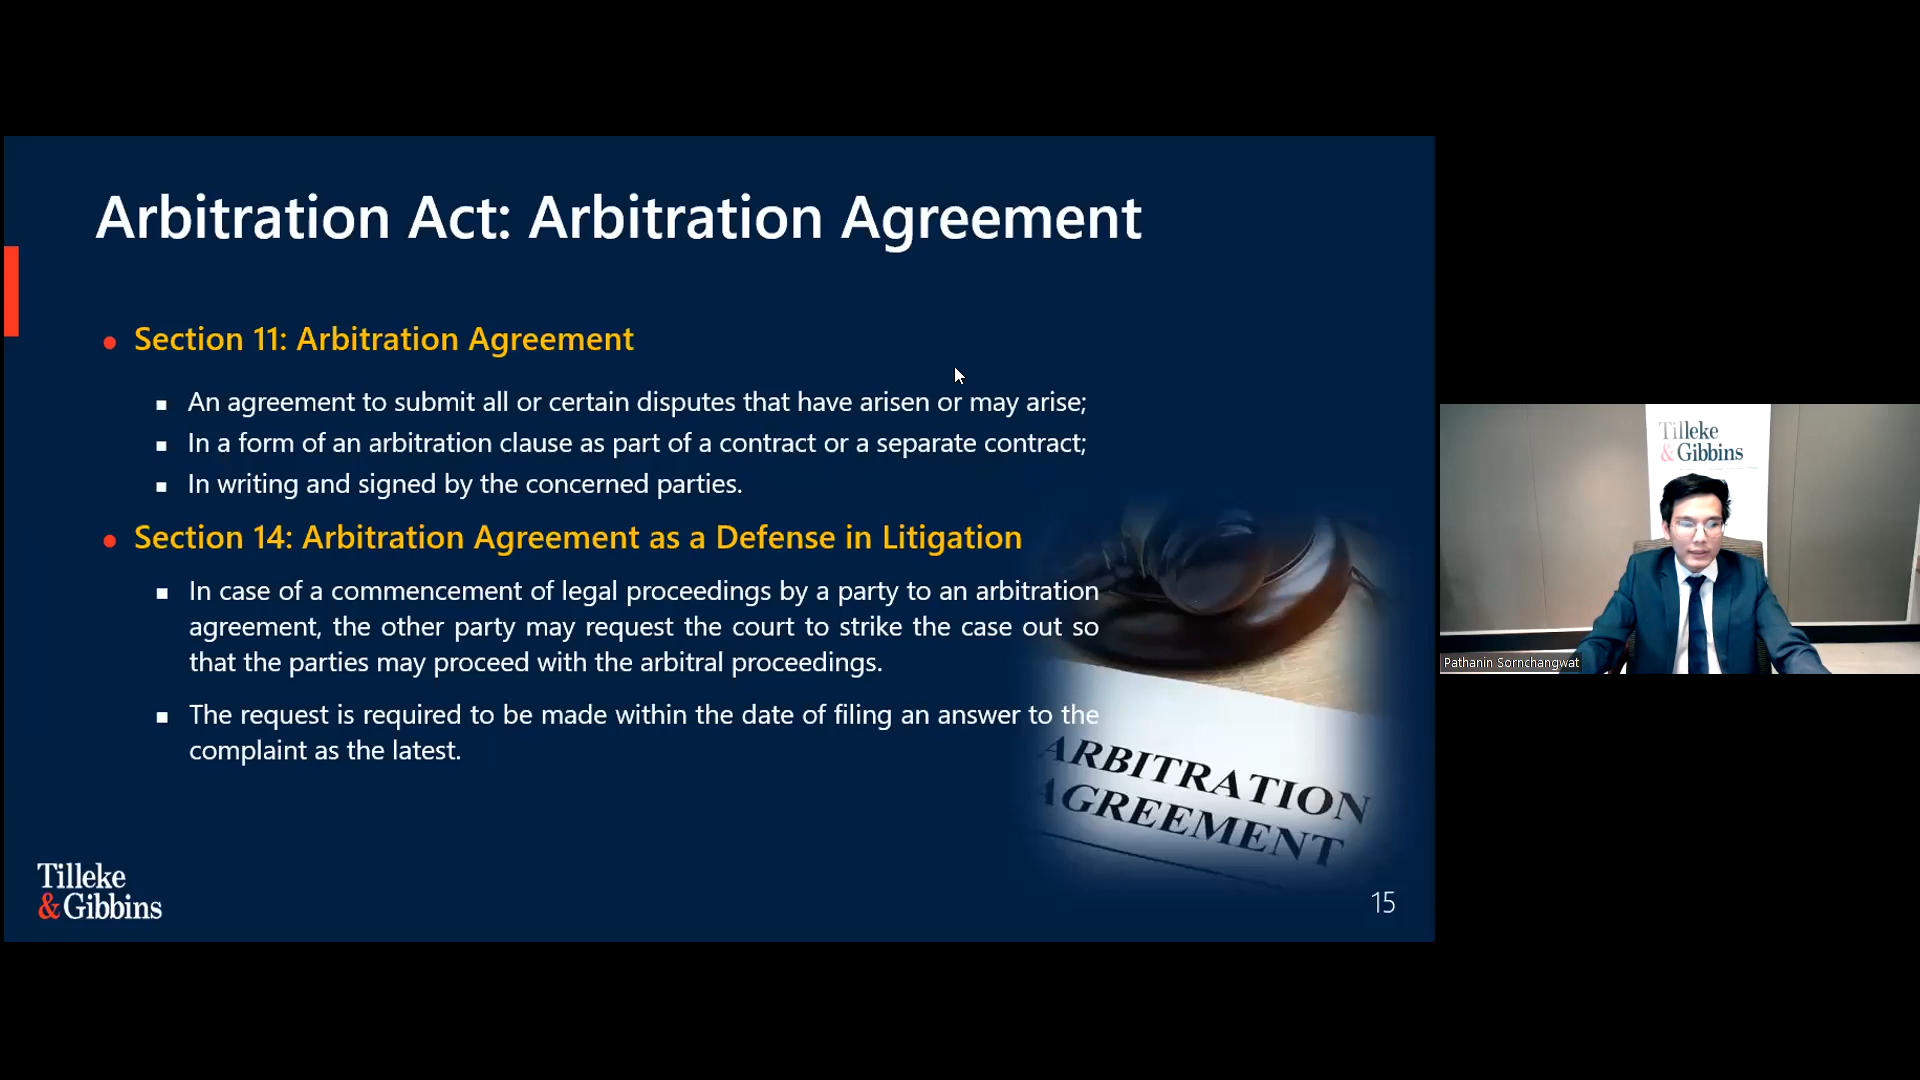 Arbitration Act: Arbitration Agreement
Section 11: Arbitration Agreement
An agreement to submit all or certain disputes that have arisen or may arise;
In a form of an arbitration clause as part of a contract or a separate contract;
In writing and signed by the concerned parties.
Section 14: Arbitration Agreement as a Defense in Litigation
In case of a commencement of legal proceedings by a party to an arbitration
agreement, the other party may request the court to strike the case out so
that the parties may proceed with the arbitral proceedings.
The request is required to be made within the date of filing an answer to the
complaint as the latest.
ARBITRATION
AGREEMENT
Tilleke
&Gibbins
15
Tilleke
&Gibbins
Pathanin Sornchangwat